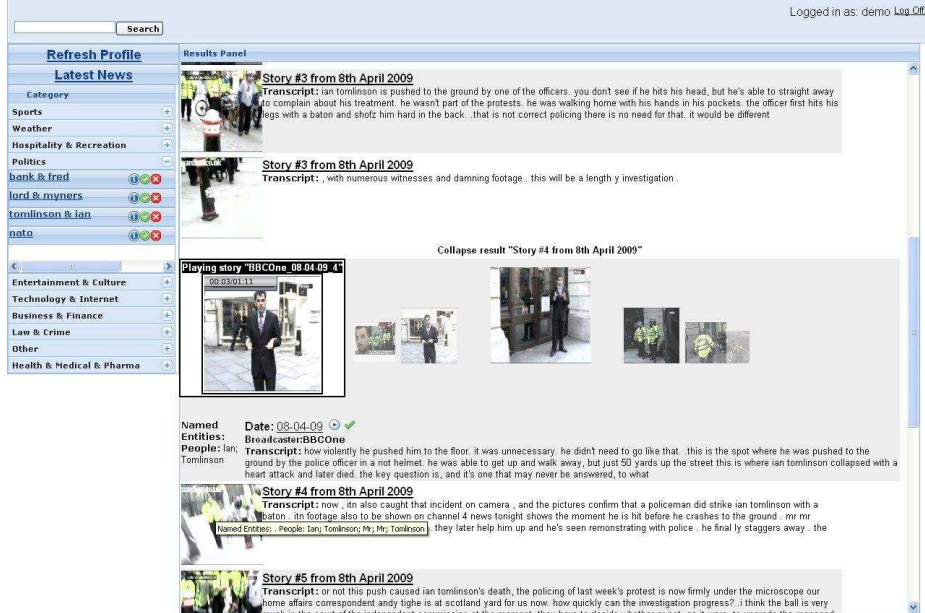 Logged in as: demo Log Off
Search
Refresh Profile
Latest News
Category
Sports
Weather
Hospitality & Recreation
Politics
bank & fred
lord & myners
tomlinson & ian
nato
Entertainment & Culture
Technology & Internet
Business & Finance
Law & Crime
Other
Health & Medical & Pharma
Results Panel
Story #3 from 8th April 2009
Transcript: ian tomlinson is pushed to the ground by one of the officers. you don't see if he hits his head, but he's able to straight away
to complain about his treatment. he wasn't part of the protests. he was walking home with his hands in his pockets. the officer first hits his
legs with a baton and shofz him hard in the back. .that is not correct policing there is no need for that. it would be different
Story #3 from 8th April 2009
Transcript: , with numerous witnesses and damning footage . this will be a length y investigation .
Collapse result "Story #4 from 8th April 2009"
Playing story "BBCOne_08-04-09_4"
00:03/01:11
Named
Entities:
People: Ian;
Tomlinson
Date: 08-04-09
Broadcaster:BBCOne
Transcript: how violently he pushed him to the floor. it was unnecessary. he didn't need to go like that. .this is the spot where he was pushed to the
ground by the police officer in a not helmet. he was able to get up and walk away, but just 50 yards up the street this is where ian tomlinson collapsed with a
heart attack and later died. the key question is, and it's one that may never be answered, to what
Story #4 from 8th April 2009
Transcript: now , itn also caught that incident on camera , and the pictures confirm that a policeman did strike ian tomlinson with a
baton . itn footage also to be shown on channel 4 news tonight shows the moment he is hit before he crashes to the ground . mr mr
Named Entities: . People: Ian; Tomlinson; Mr; Mr; Tomlinson . they later help him up and he's seen remonstrating with police . he final ly staggers away . the
Story #5 from 8th April 2009
Transcript: or not this push caused ian tomlinson's death, the policing of last week's protest is now firmly under the microscope our
home affairs correspondent andy tighe is at scotland yard for us now. how quickly can the investigation progress? .i think the ball is very